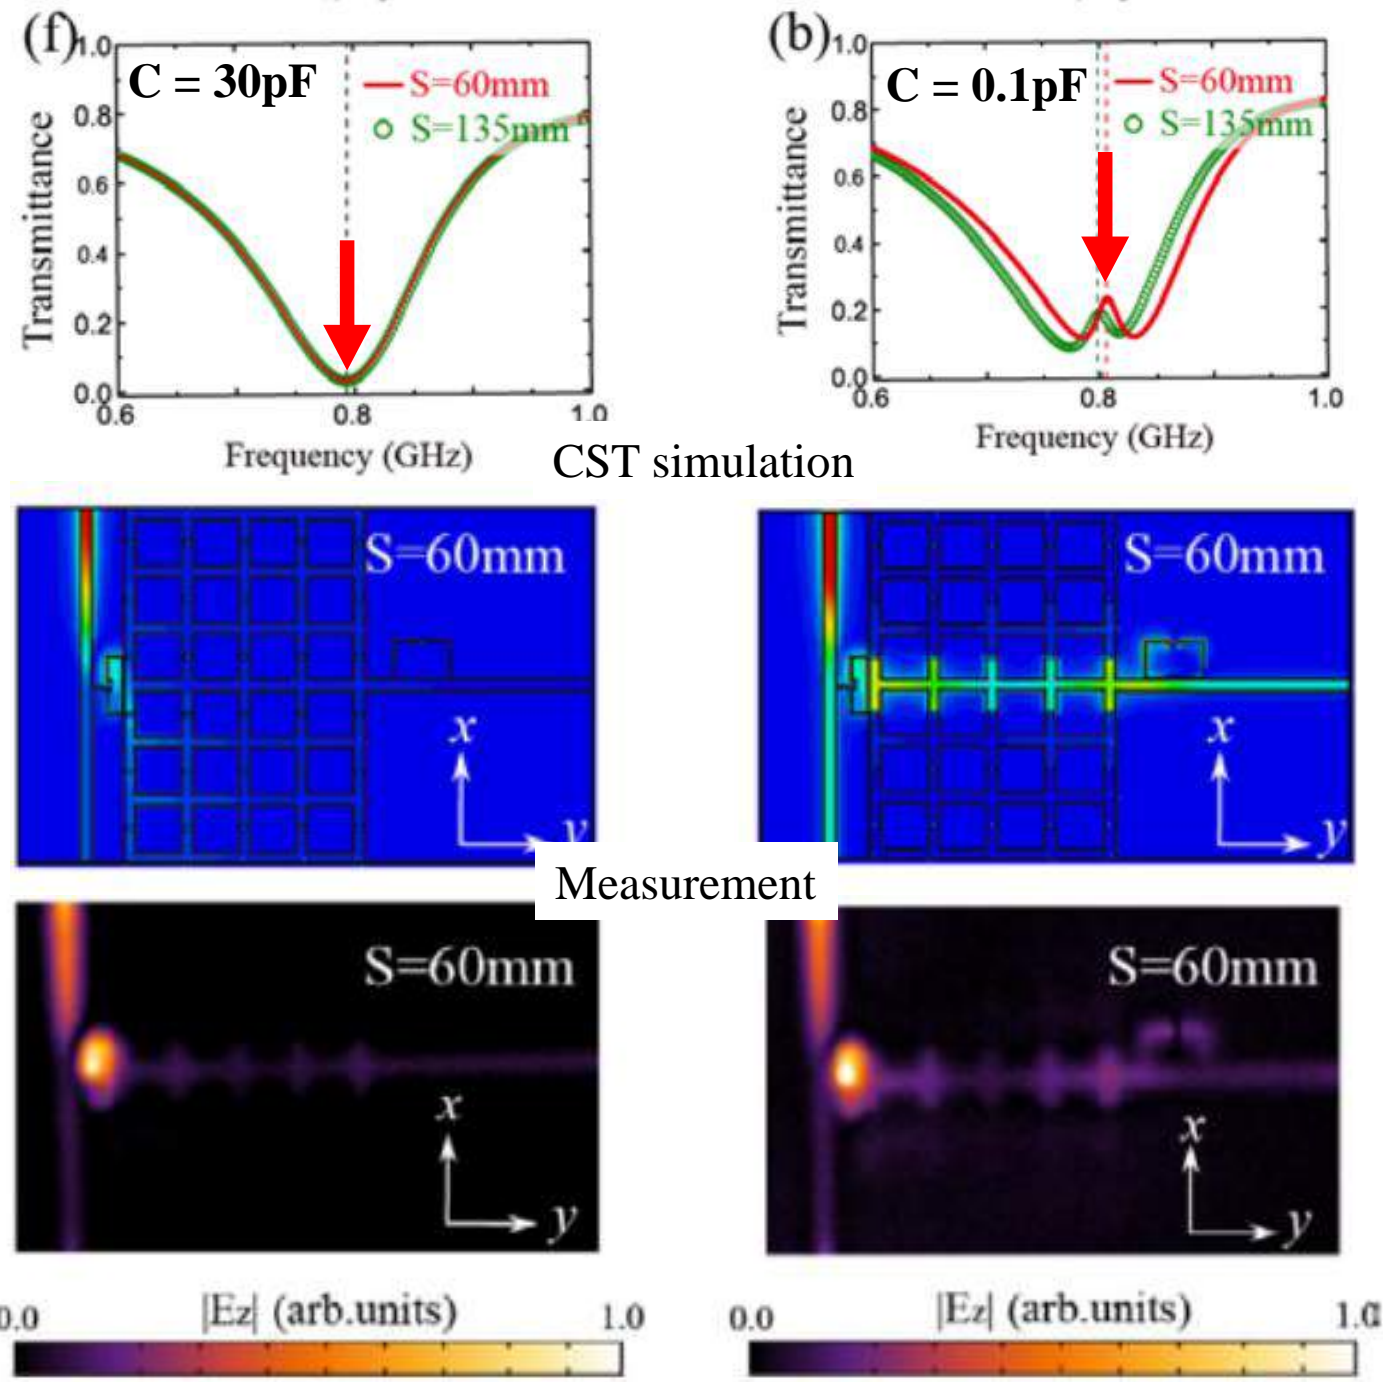 (f)
C = 30pF
S=60mm
S=135mm
1.0
0.8
0.6
0.4
0.2
0.0
Transmittance
0.6
0.8
1.0
Frequency (GHz)
(b)
C = 0.1pF
S=60mm
S=135mm
1.0
0.8
0.6
0.4
0.2
0.0
Transmittance
0.6
0.8
1.0
Frequency (GHz)
CST simulation
S=60mm
x
y
S=60mm
x
y
Measurement
S=60mm
x
y
S=60mm
x
y
0.0
|Ez| (arb.units)
1.0
0.0
|Ez| (arb.units)
1.0